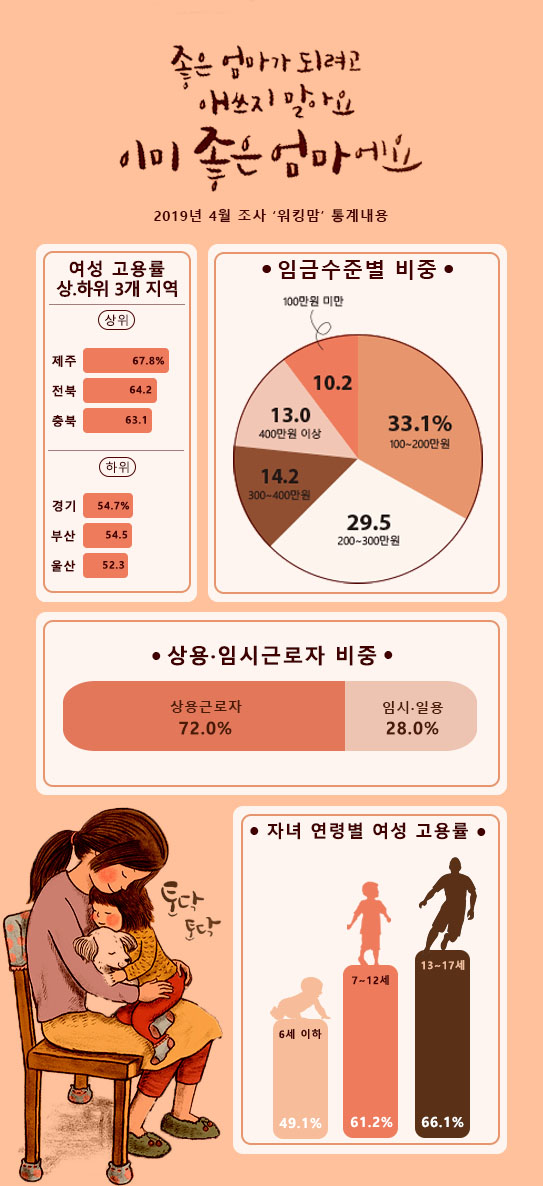 좋은 엄마가 되려고
애쓰지 말아요
이미 좋은 엄마에요
2019년 4월 조사 '워킹맘' 통계내용
여성 고용률
상.하위 3개 지역
상위
제주 67.8%
전북 64.2
충북 63.1
하위
경기 54.7%
부산 54.5
울산 52.3
• 임금수준별 비중 •
100만원 미만
10.2
33.1%
100~200만원
13.0
400만원 이상
14.2
300~400만원
29.5
200~300만원
• 상용·임시근로자 비중 •
상용근로자 임시·일용
72.0% 28.0%
토닥
토닥
• 자녀 연령별 여성 고용률 •
13~17세
7~12세
6세 이하
49.1% 61.2% 66.1%